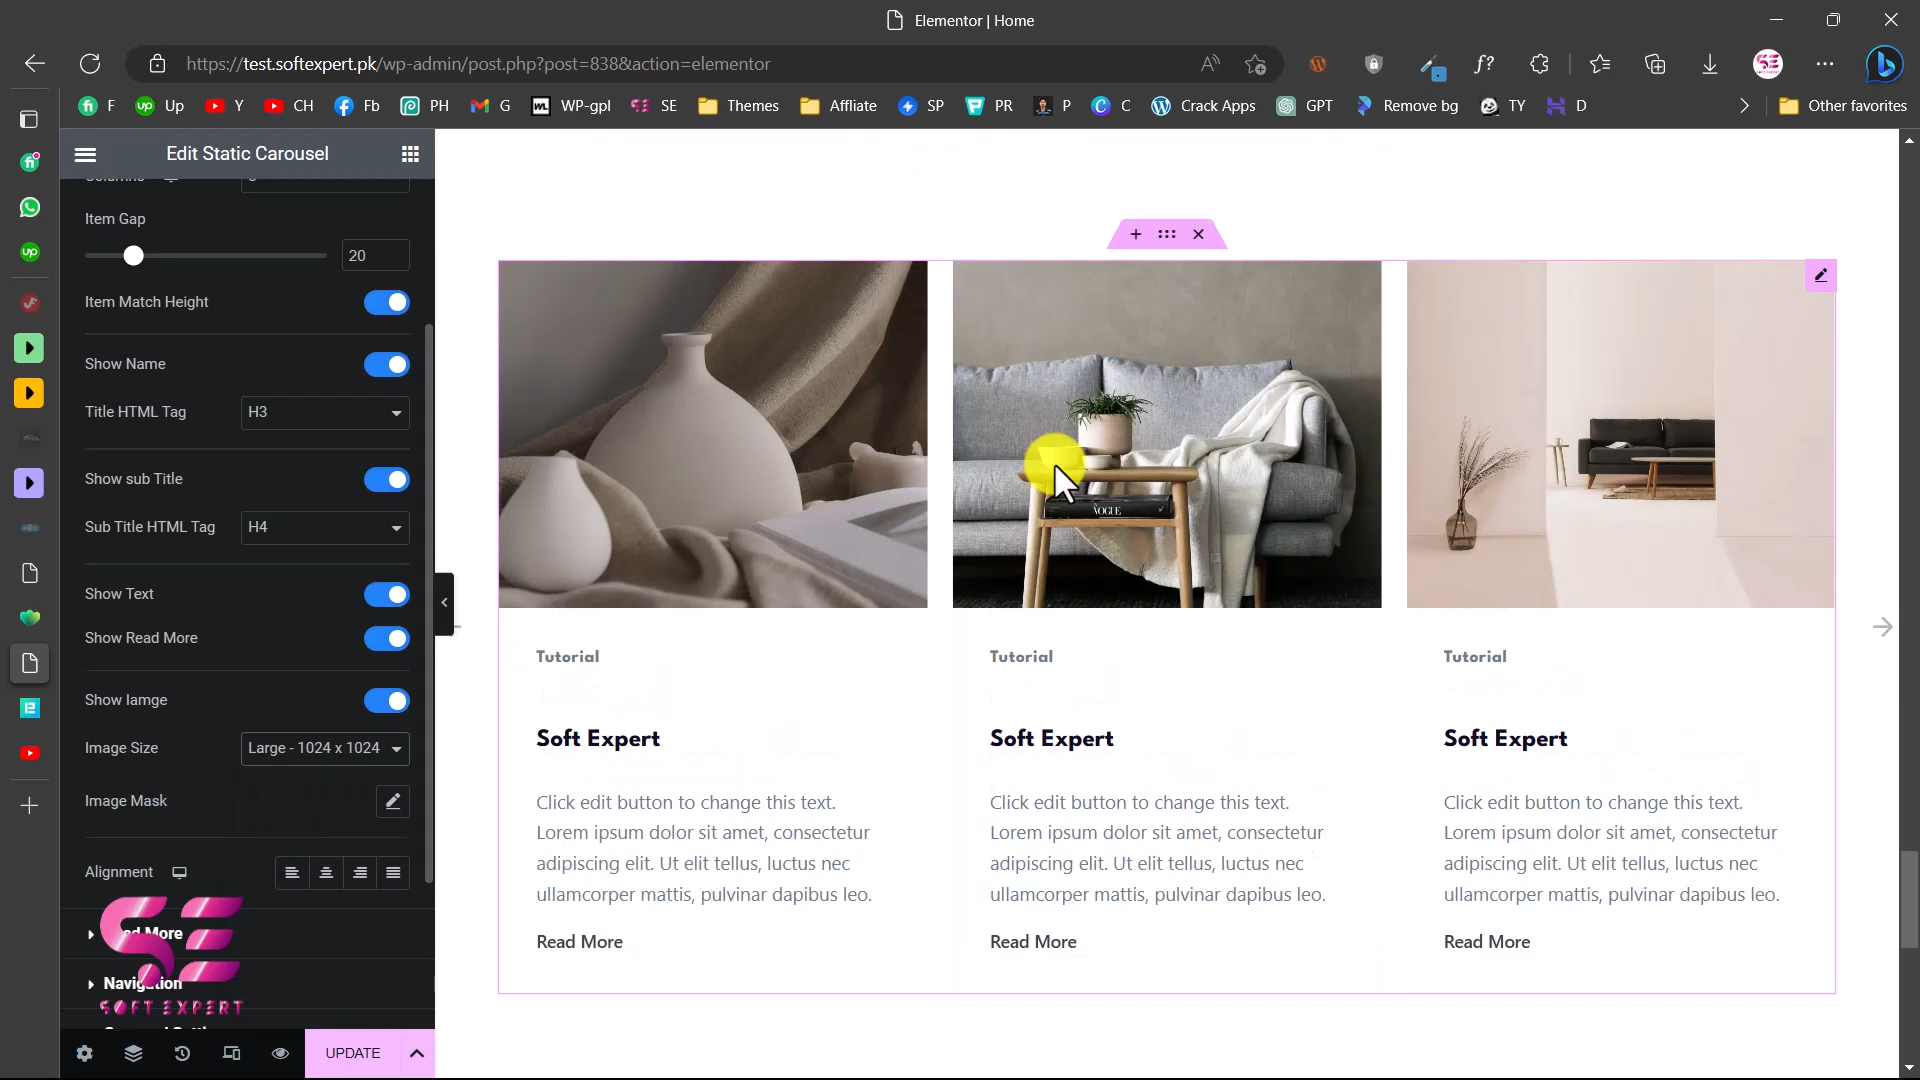 Elementor | Home
https://test.softexpert.pk/wp-admin/post.php?post=838&action=elementor
F Up Y CH Fb PH G WP-gpl SE Themes Affliate SP PR P C Crack Apps GPT Remove bg TY D Other favorites
Edit Static Carousel
Item Gap
20
Item Match Height
Show Name
Title HTML Tag H3
Show sub Title
Sub Title HTML Tag H4
Show Text
Show Read More
Show Iamge
Image Size Large - 1024 x 1024
Image Mask
Alignment
More
Navigation
SOFT EXPERT
UPDATE
VOGUE
Tutorial
Soft Expert
Click edit button to change this text.
Lorem ipsum dolor sit amet, consectetur
adipiscing elit. Ut elit tellus, luctus nec
ullamcorper mattis, pulvinar dapibus leo.
Read More
Tutorial
Soft Expert
Click edit button to change this text.
Lorem ipsum dolor sit amet, consectetur
adipiscing elit. Ut elit tellus, luctus nec
ullamcorper mattis, pulvinar dapibus leo.
Read More
Tutorial
Soft Expert
Click edit button to change this text.
Lorem ipsum dolor sit amet, consectetur
adipiscing elit. Ut elit tellus, luctus nec
ullamcorper mattis, pulvinar dapibus leo.
Read More